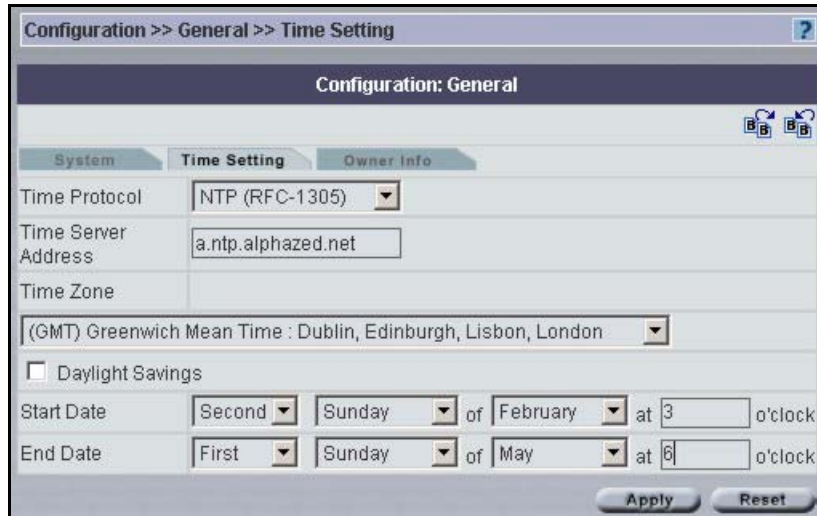 Configuration >> General >> Time Setting ?
Configuration: General
B B B B
System Time Setting Owner Info
Time Protocol NTP (RFC-1305)
Time Server Address a.ntp.alphazed.net
Time Zone
(GMT) Greenwich Mean Time : Dublin, Edinburgh, Lisbon, London
Daylight Savings
Start Date Second Sunday of February at 3 o'clock
End Date First Sunday of May at 6 o'clock
Apply Reset